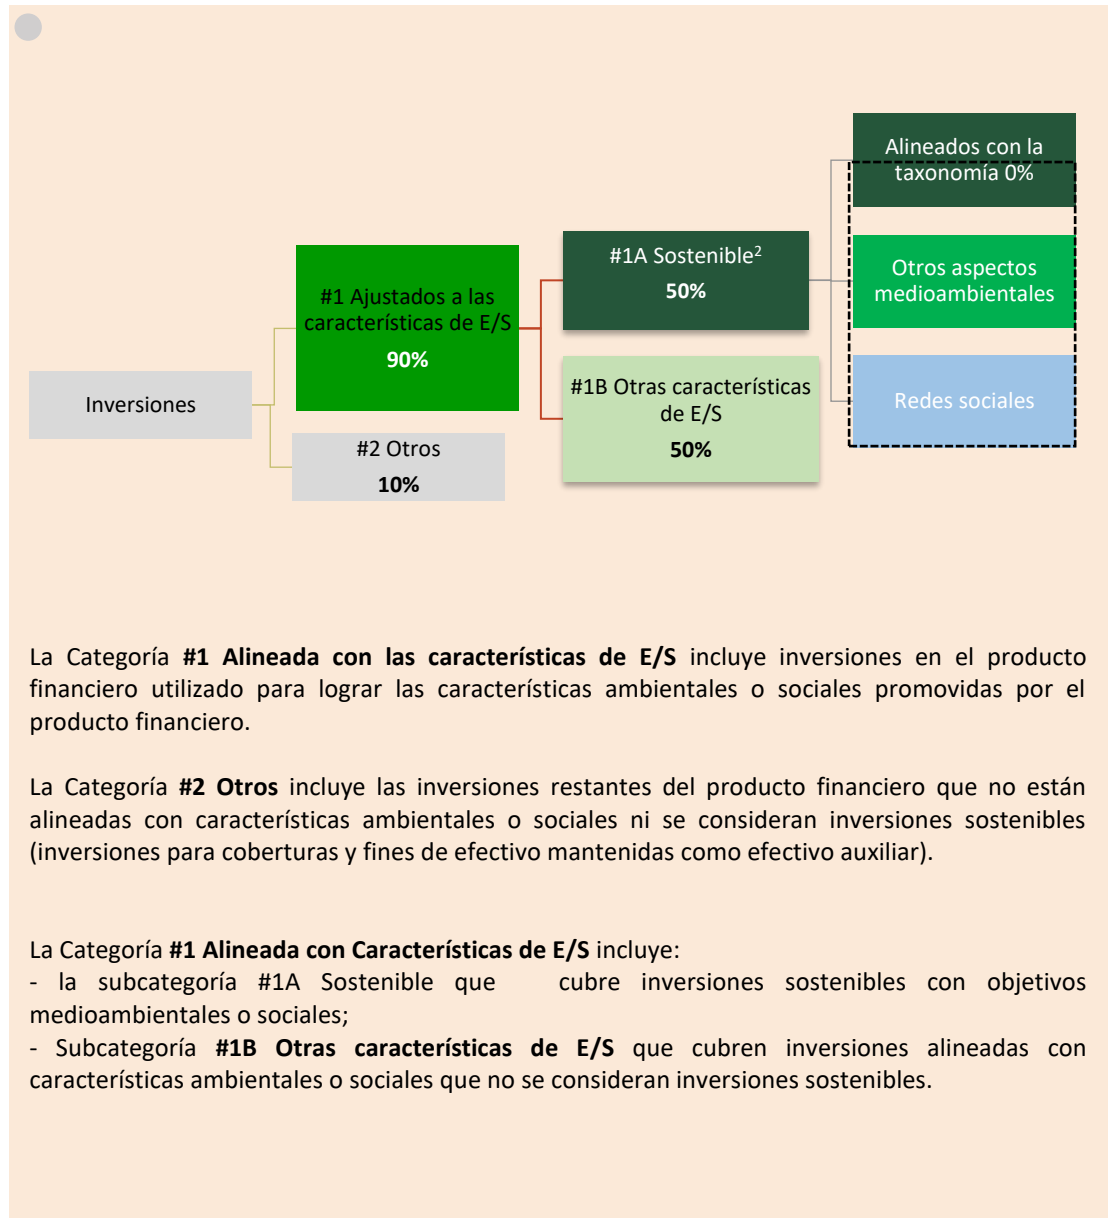 Alineados con la
taxonomía 0%
#1A Sostenible2
50%
#1 Ajustados a las
características de E/S
90%
Otros aspectos
medioambientales
#1B Otras características
de E/S
50%
Inversiones
Redes sociales
#2 Otros
10%
La Categoría #1 Alineada con las características de E/S incluye inversiones en el producto
financiero utilizado para lograr las características ambientales o sociales promovidas por el
producto financiero.
La Categoría #2 Otros incluye las inversiones restantes del producto financiero que no están
alineadas con características ambientales o sociales ni se consideran inversiones sostenibles
(inversiones para coberturas y fines de efectivo mantenidas como efectivo auxiliar).
La Categoría #1 Alineada con Características de E/S incluye:
- la subcategoría #1A Sostenible que cubre inversiones sostenibles con objetivos
medioambientales o sociales;
- Subcategoría #1B Otras características de E/S que cubren inversiones alineadas con
características ambientales o sociales que no se consideran inversiones sostenibles.